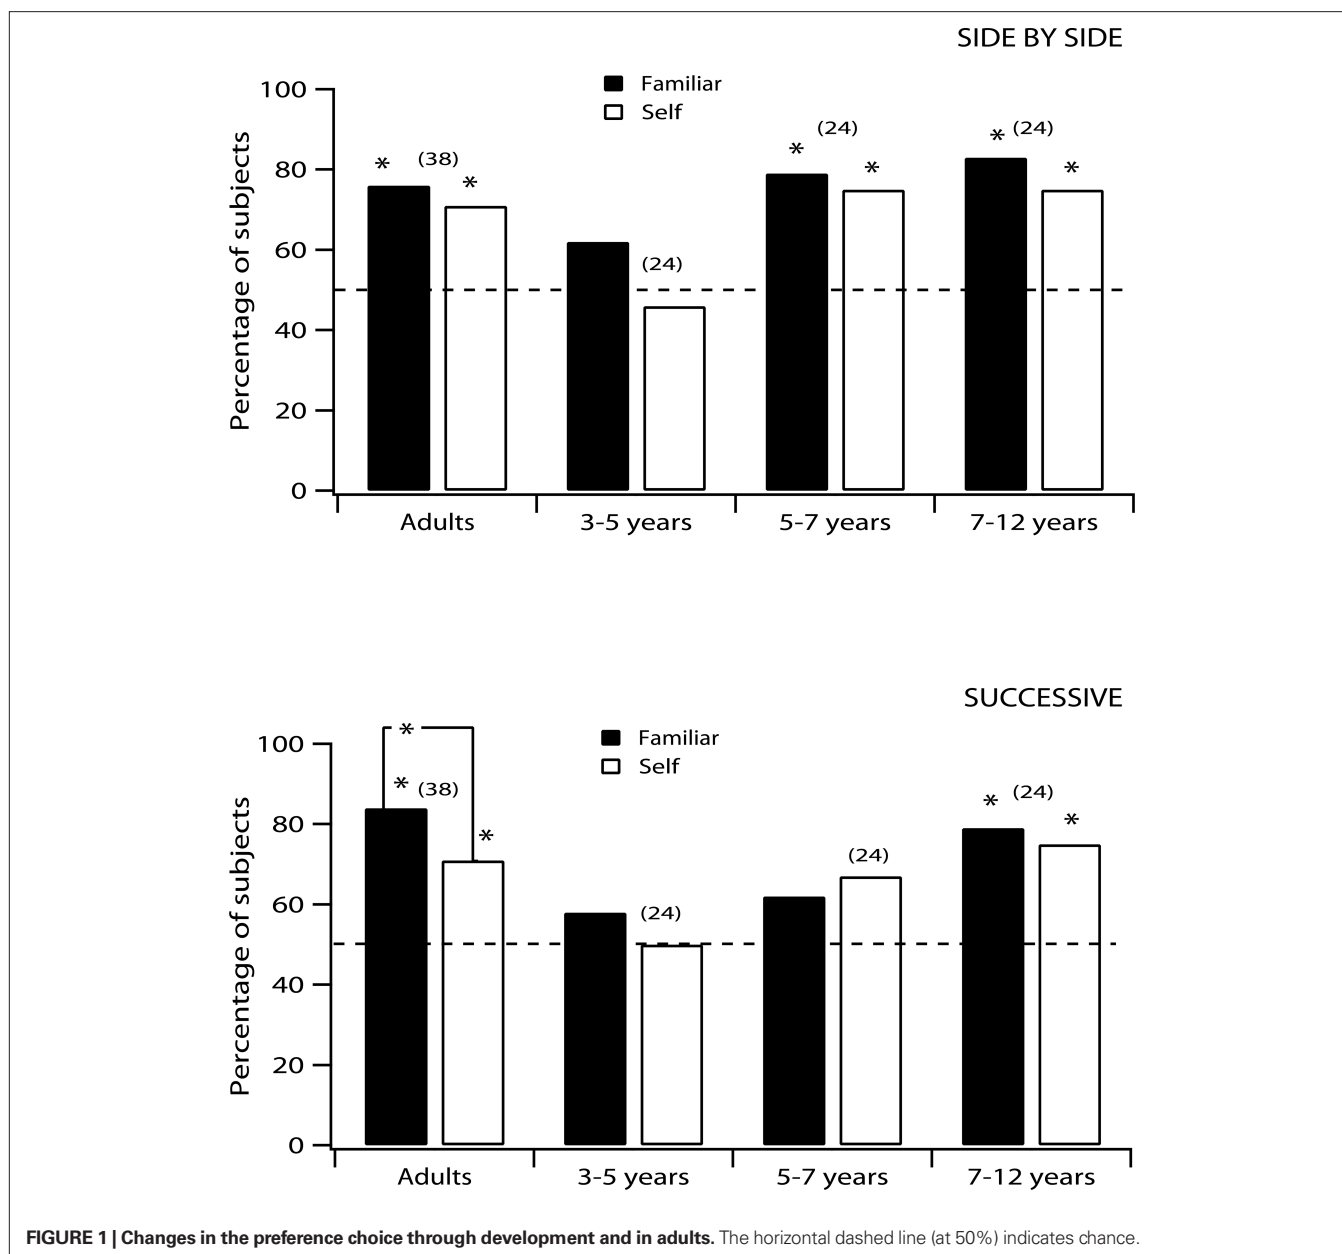 SIDE BY SIDE
Familiar
Self
Percentage of subjects
100
80
60
40
20
0
* (38) *
(24)
* (24) *
* (24) *
Adults 3-5 years 5-7 years 7-12 years
SUCCESSIVE
Familiar
Self
Percentage of subjects
100
80
60
40
20
0
*
* (38) *
(24)
(24)
* (24) *
Adults 3-5 years 5-7 years 7-12 years
FIGURE 1 | Changes in the preference choice through development and in adults. The horizontal dashed line (at 50%) indicates chance.